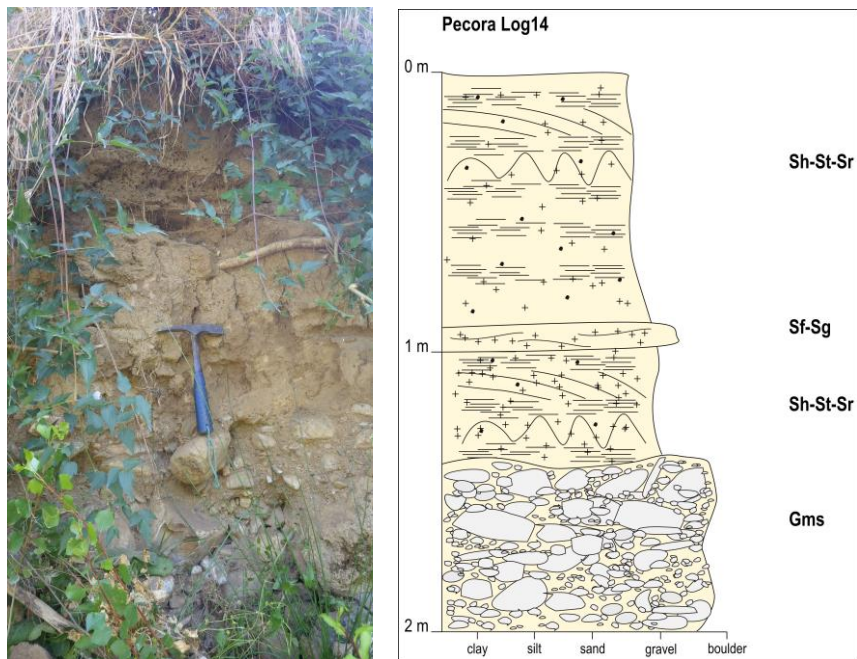 Pecora Log14
0 m
Sh-St-Sr
Sf-Sg
1 m
Sh-St-Sr
Gms
2 m
clay silt sand gravel boulder